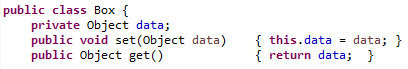 public class Box {
    private Object data;
    public void set(Object data)    { this.data = data; }
    public Object get()             { return data;  }